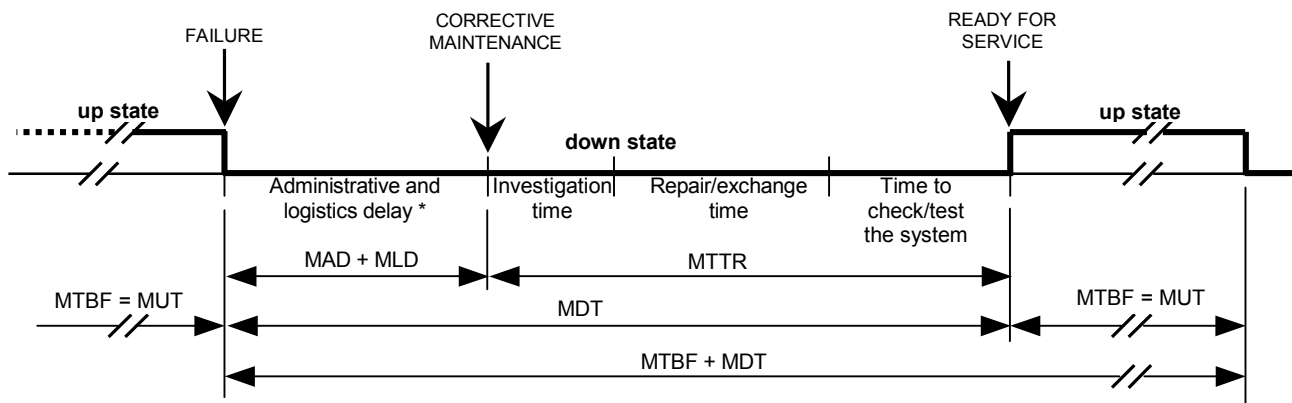 FAILURE
CORRECTIVE
MAINTENANCE
READY FOR
SERVICE
up state
down state
up state
Administrative and
logistics delay *
Investigation
time
Repair/exchange
time
Time to
check/test
the system
MAD + MLD
MTTR
MTBF = MUT
MDT
MTBF = MUT
MTBF + MDT